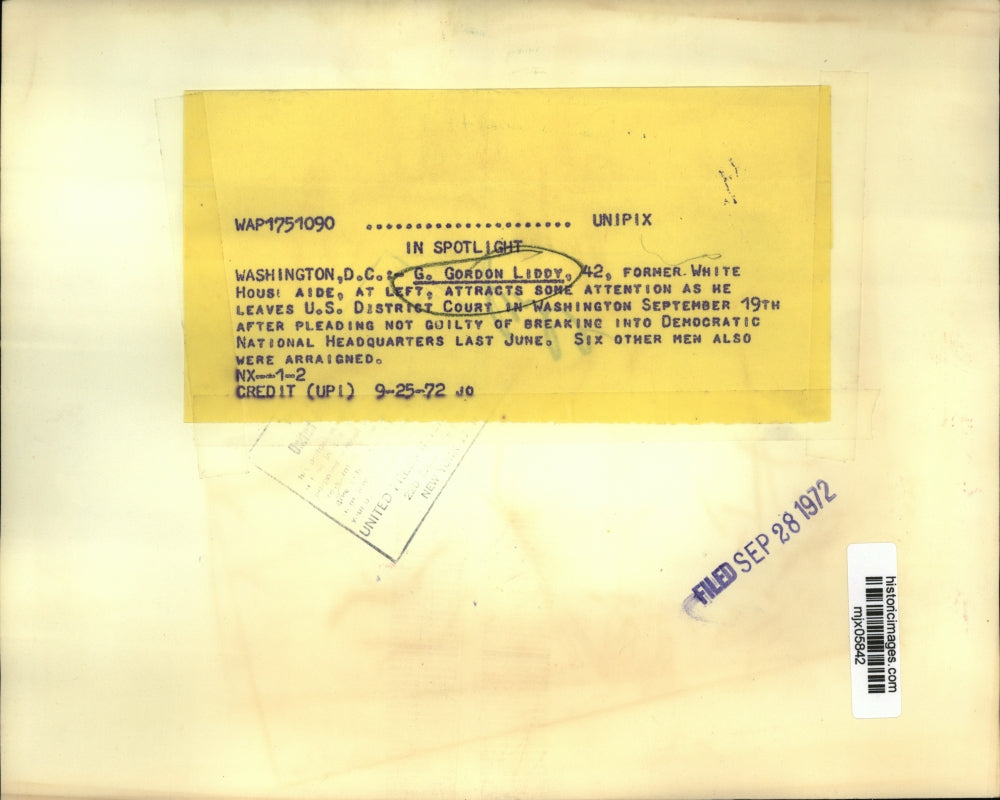 WAP1751090 ..................... UNIPIX
IN SPOTLIGHT
WASHINGTON,D.C.:- G. GORDON LIDDY, 42, FORMER WHITE
HOUSE AIDE, AT LEFT, ATTRACTS SOME ATTENTION AS HE
LEAVES U.S. DISTRICT COURT IN WASHINGTON SEPTEMBER 19TH
AFTER PLEADING NOT GUILTY OF BREAKING INTO DEMOCRATIC
NATIONAL HEADQUARTERS LAST JUNE. SIX OTHER MEN ALSO
WERE ARRAIGNED.
NX--1-2
CREDIT (UPI) 9-25-72 JO
UNITED
NEW
FILED SEP 28 1972
historicimages.com
mjx05842